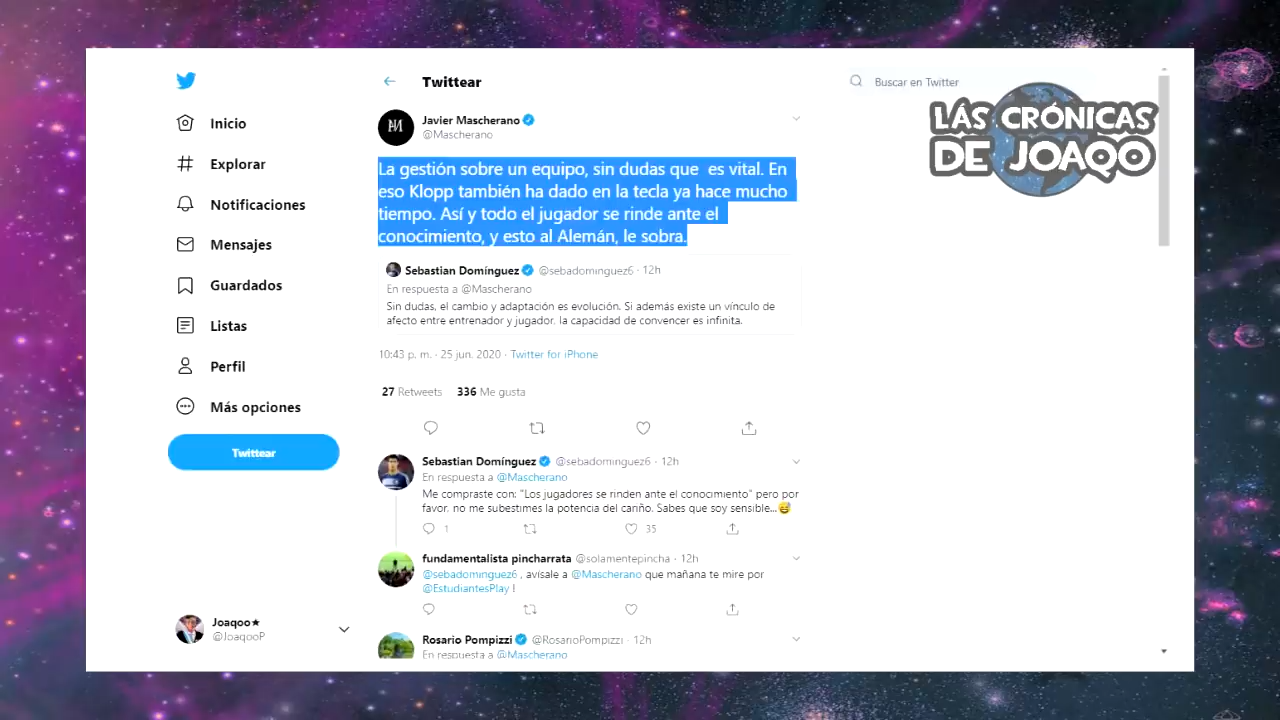 Twittear
Buscar en Twitter
LÁS CRÓNICAS
DE JOAQO
Inicio
Explorar
Notificaciones
Mensajes
Guardados
Listas
Perfil
Más opciones
Twittear
Joaqoo★
@JoaqooP
Javier Mascherano
@Mascherano
La gestión sobre un equipo, sin dudas que es vital. En
eso Klopp también ha dado en la tecla ya hace mucho
tiempo. Así y todo el jugador se rinde ante el
conocimiento, y esto al Alemán, le sobra.
Sebastian Domínguez @sebadominguez6 · 12h
En respuesta a @Mascherano
Sin dudas, el cambio y adaptación es evolución. Si además existe un vínculo de
afecto entre entrenador y jugador, la capacidad de convencer es infinita.
10:43 p. m. · 25 jun. 2020 · Twitter for iPhone
27 Retweets 336 Me gusta
Sebastian Domínguez @sebadominguez6 · 12h
En respuesta a @Mascherano
Me compraste con: "Los jugadores se rinden ante el conocimiento" pero por
favor, no me subestimes la potencia del cariño. Sabes que soy sensible...😅
1 35
fundamentalista pincharrata @solamentepincha · 12h
@sebadominguez6 , avisale a @Mascherano que mañana te mire por
@EstudiantesPlay !
Rosario Pompizzi @RosarioPompizzi · 12h
En respuesta a @Mascherano